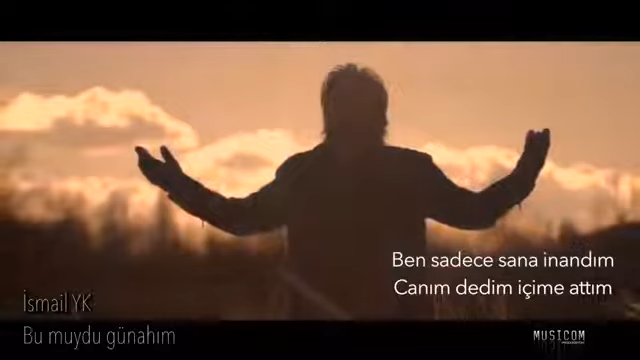 Ben sadece sana inandım
Canım dedim içime attım
İsmail YK
Bu muydu günahım
MUSICOM